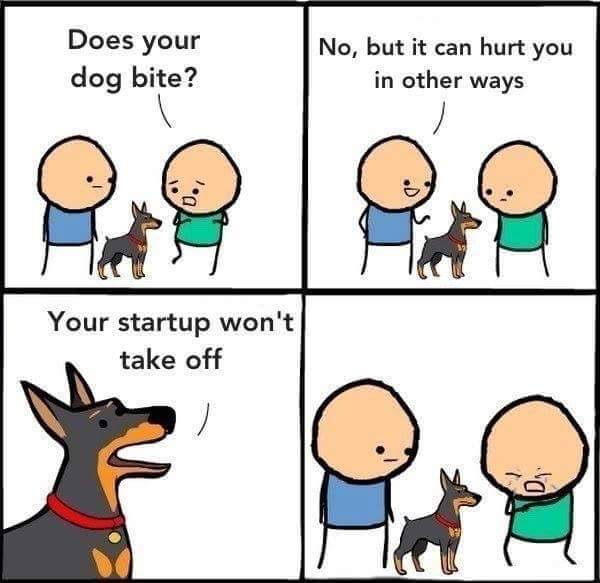 Does your
dog bite?
No, but it can hurt you
in other ways
Your startup won't
take off